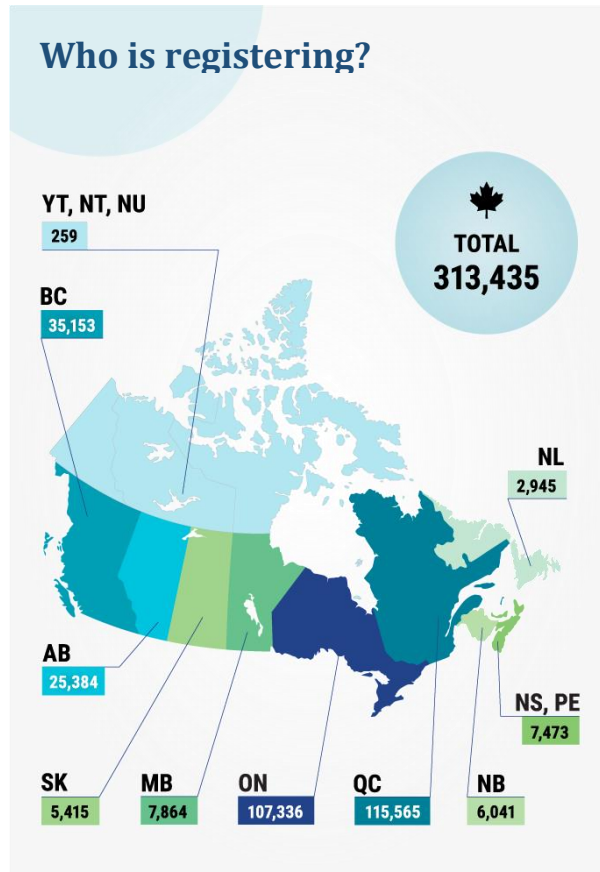 Who is registering?
TOTAL
313,435
YT, NT, NU
259
BC
35,153
NL
2,945
AB
25,384
NS, PE
7,473
SK
5,415
MB
7,864
ON
107,336
QC
115,565
NB
6,041